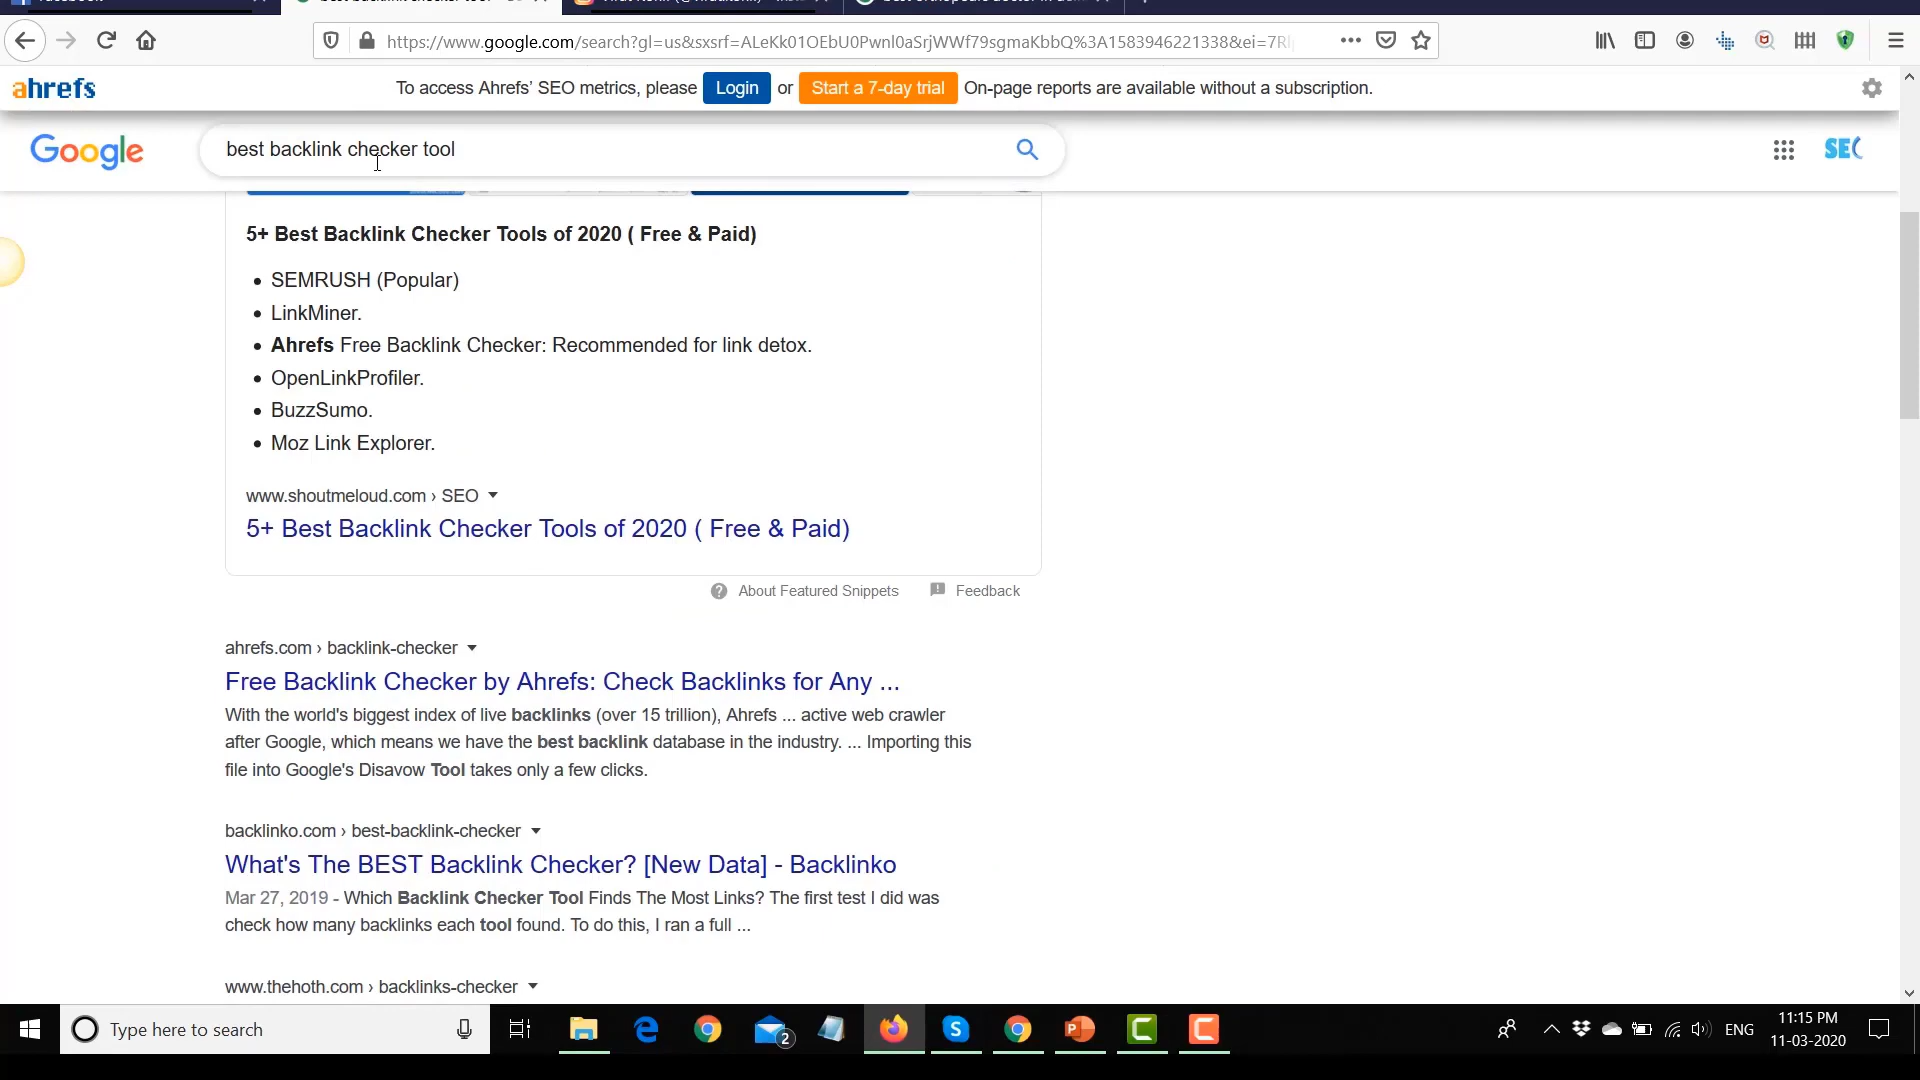 https://www.google.com/search?gl=us&sxsrf=ALeKk01OEbU0Pwnl0aSrjWWf79sgmaKbbQ%3A1583946221338&ei=7Rl
ahrefs
To access Ahrefs' SEO metrics, please Login or Start a 7-day trial On-page reports are available without a subscription.
Google
best backlink checker tool
SEO
5+ Best Backlink Checker Tools of 2020 ( Free & Paid)
• SEMRUSH (Popular)
• LinkMiner.
• Ahrefs Free Backlink Checker: Recommended for link detox.
• OpenLinkProfiler.
• BuzzSumo.
• Moz Link Explorer.
www.shoutmeloud.com › SEO
5+ Best Backlink Checker Tools of 2020 ( Free & Paid)
About Featured Snippets
Feedback
ahrefs.com › backlink-checker
Free Backlink Checker by Ahrefs: Check Backlinks for Any ...
With the world's biggest index of live backlinks (over 15 trillion), Ahrefs ... active web crawler
after Google, which means we have the best backlink database in the industry. ... Importing this
file into Google's Disavow Tool takes only a few clicks.
backlinko.com › best-backlink-checker
What's The BEST Backlink Checker? [New Data] - Backlinko
Mar 27, 2019 - Which Backlink Checker Tool Finds The Most Links? The first test I did was
check how many backlinks each tool found. To do this, I ran a full ...
www.thehoth.com › backlinks-checker
Type here to search
2
ENG
11:15 PM
11-03-2020